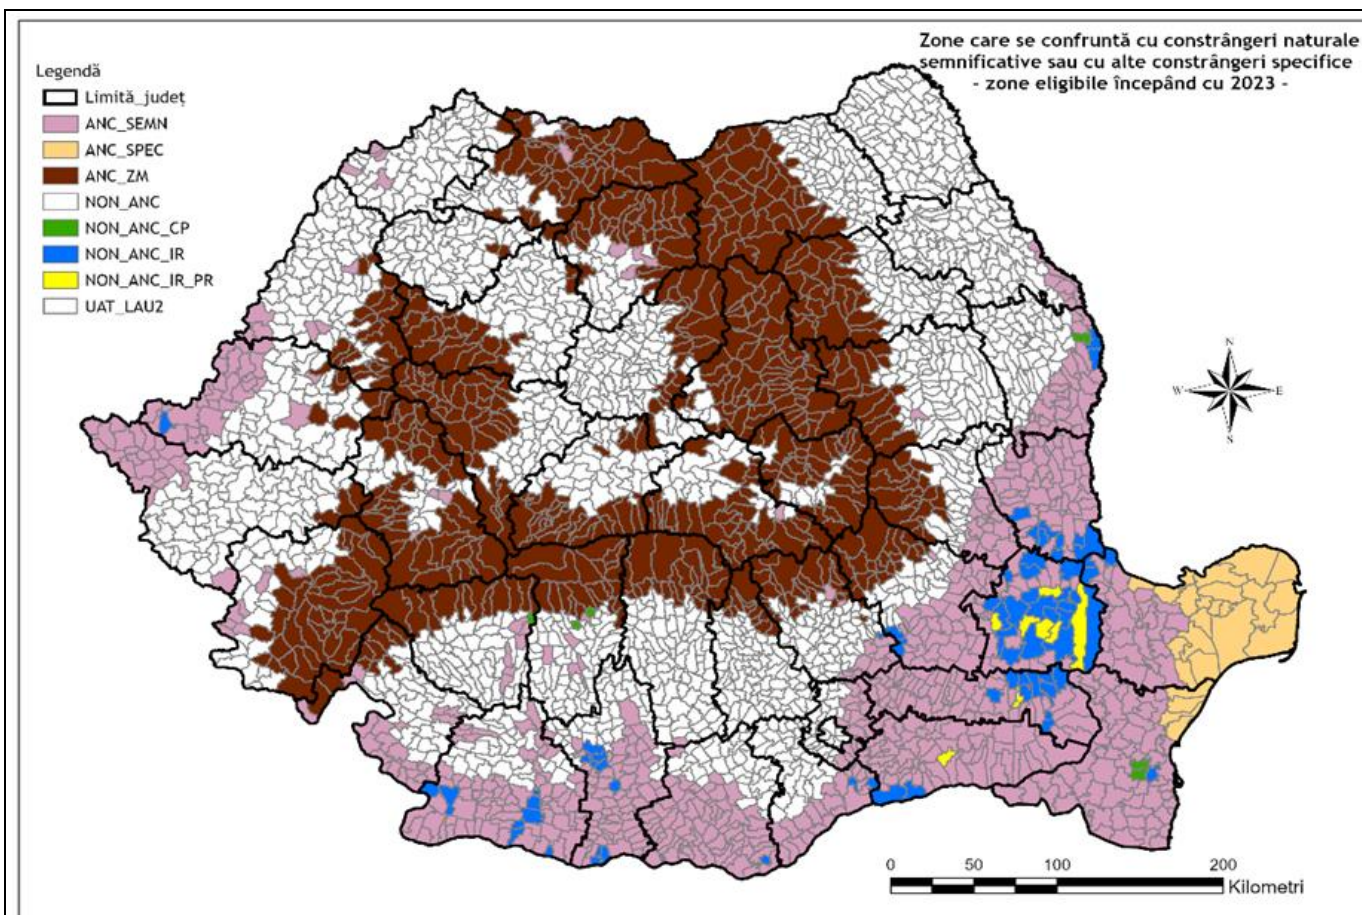 Zone care se confruntă cu constrângeri naturale
semnificative sau cu alte constrângeri specifice
- zone eligibile începând cu 2023 -
Legendă
Limită_județ
ANC_SEMN
ANC_SPEC
ANC_ZM
NON_ANC
NON_ANC_CP
NON_ANC_IR
NON_ANC_IR_PR
UAT_LAU2
N
W E
S
0 50 100 200
Kilometri